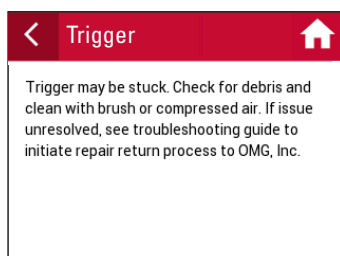 Trigger
Trigger may be stuck. Check for debris and
clean with brush or compressed air. If issue
unresolved, see troubleshooting guide to
initiate repair return process to OMG, Inc.